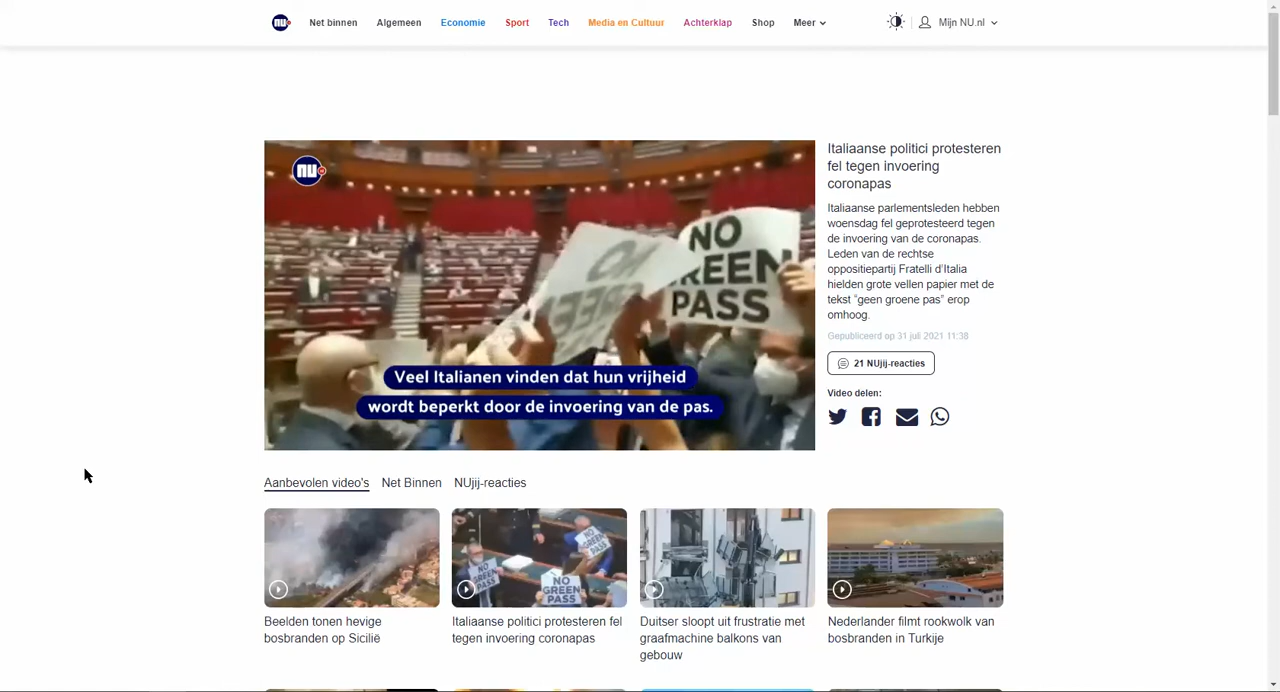 NU
Net binnen
Algemeen
Economie
Sport
Tech
Media en Cultuur
Achterklap
Shop
Meer
Mijn NU.nl
NU
NO
GREEN
PASS
Veel Italianen vinden dat hun vrijheid
wordt beperkt door de invoering van de pas.
Italiaanse politici protesteren
fel tegen invoering
coronapas
Italiaanse parlementsleden hebben
woensdag fel geprotesteerd tegen
de invoering van de coronapas.
Leden van de rechtse
oppositiepartij Fratelli d'Italia
hielden grote vellen papier met de
tekst "geen groene pas" erop
omhoog.
Gepubliceerd op 31 juli 2021 11:38
21 NUjij-reacties
Video delen:
Aanbevolen video's
Net Binnen
NUjij-reacties
NO
GREEN
PASS
Beelden tonen hevige
bosbranden op Sicilië
Italiaanse politici protesteren fel
tegen invoering coronapas
Duitser sloopt uit frustratie met
graafmachine balkons van
gebouw
Nederlander filmt rookwolk van
bosbranden in Turkije